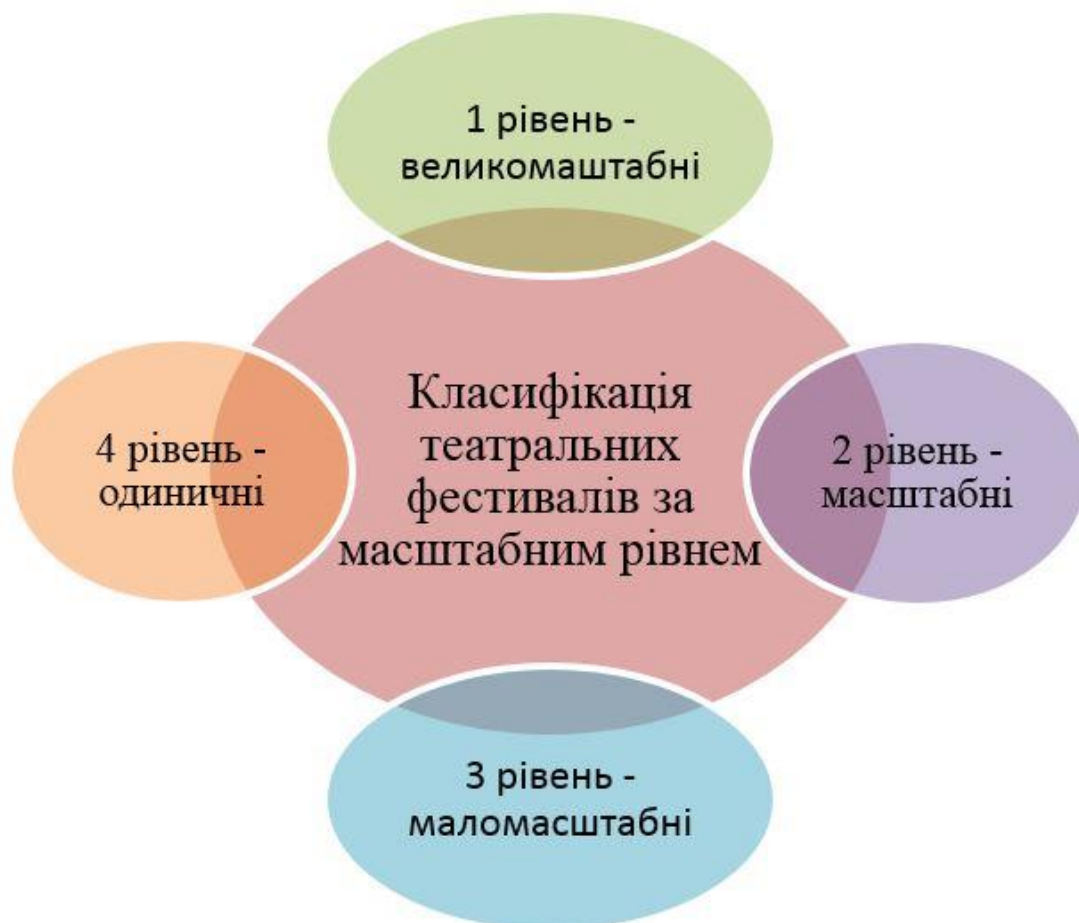 1 рівень -
великомаштабні
Класифікація
театральних
фестивалів за
масштабним рівнем
4 рівень -
одиничні
2 рівень -
масштабні
3 рівень -
маломасштабні